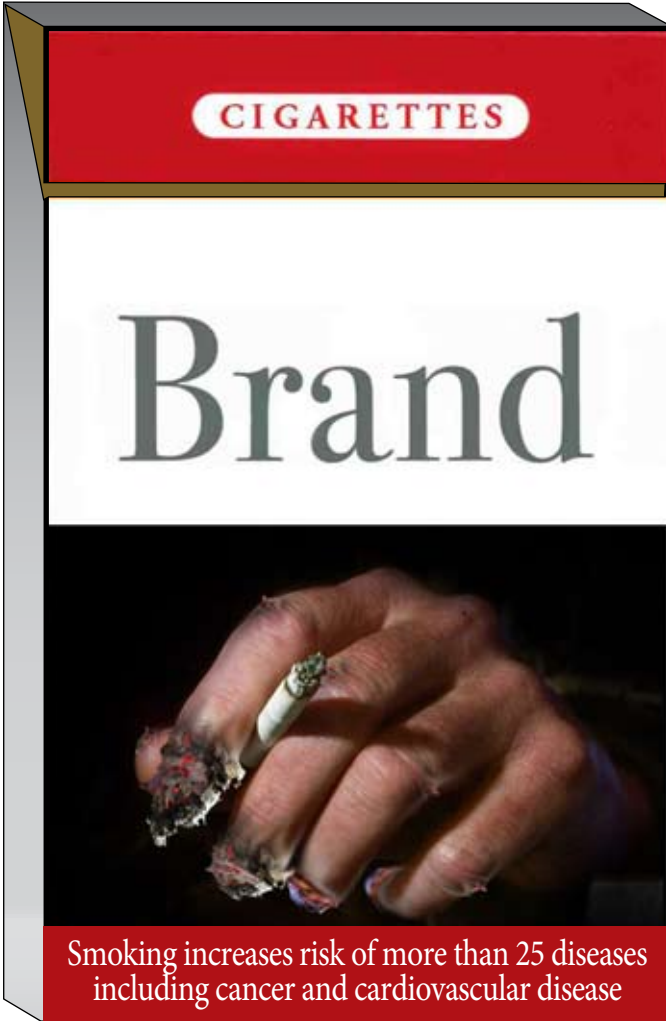 CIGARETTES
Brand
Smoking increases risk of more than 25 diseases
including cancer and cardiovascular disease